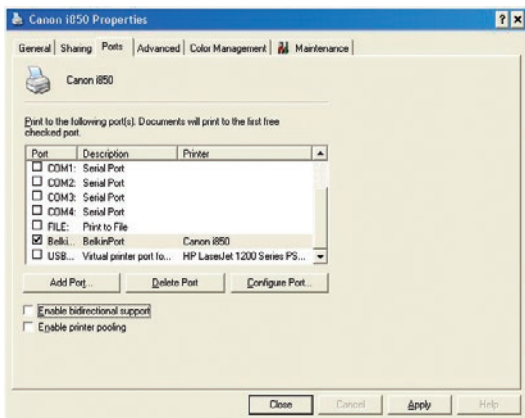 Canon i850 Properties
General Sharing Ports Advanced Color Management Maintenance
Canon i850
Print to the following port(s). Documents will print to the first free
checked port.
Port Description Printer
COM1: Serial Port
COM2: Serial Port
COM3: Serial Port
COM4: Serial Port
FILE: Print to File
Belki... BelkinPort Canon i850
USB... Virtual printer port fo... HP LaserJet 1200 Series PS...
Add Port... Delete Port Configure Port...
Enable bidirectional support
Enable printer pooling
Close Cancel Apply Help